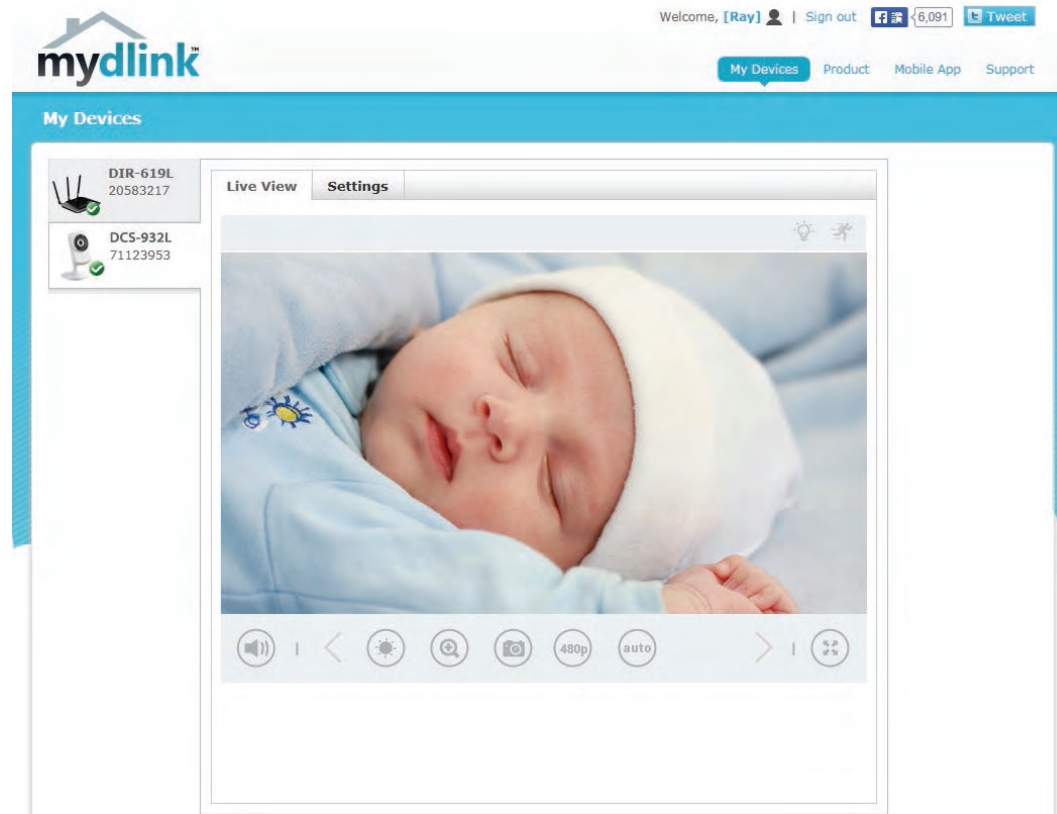 Welcome, [Ray] | Sign out 6,091 Tweet
mydlink™
My Devices Product Mobile App Support
My Devices
DIR-619L
20583217
DCS-932L
71123953
Live View Settings
480p auto